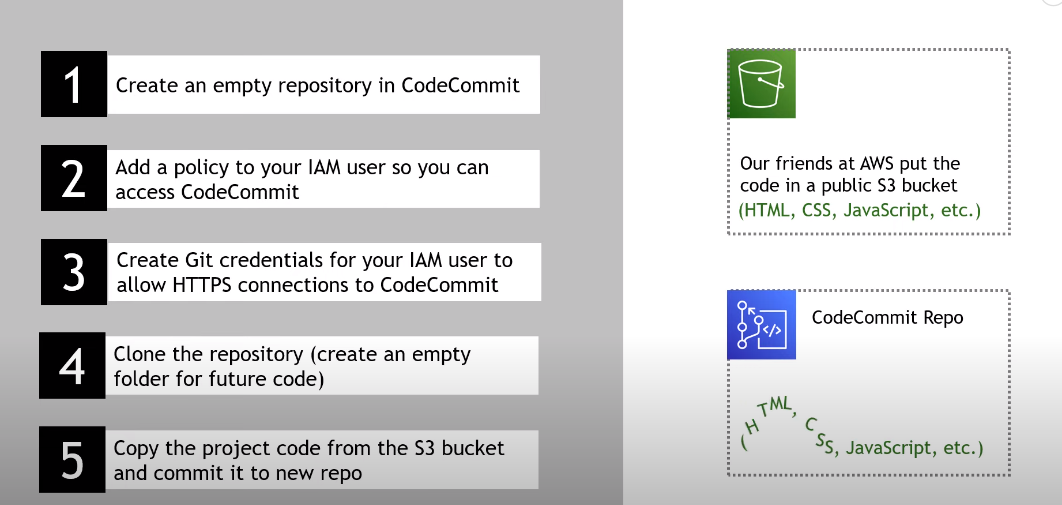 1
Create an empty repository in CodeCommit
2
Add a policy to your IAM user so you can
access CodeCommit
3
Create Git credentials for your IAM user to
allow HTTPS connections to CodeCommit
4
Clone the repository (create an empty
folder for future code)
5
Copy the project code from the S3 bucket
and commit it to new repo
Our friends at AWS put the
code in a public S3 bucket
(HTML, CSS, JavaScript, etc.)
CodeCommit Repo
</>
(HTML, CSS, JavaScript, etc.)